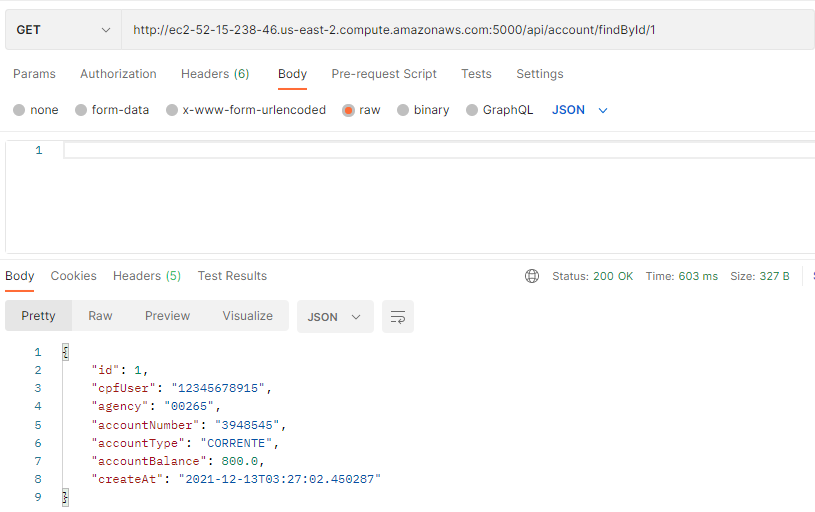 GET http://ec2-52-15-238-46.us-east-2.compute.amazonaws.com:5000/api/account/findById/1
Params Authorization Headers (6) Body Pre-request Script Tests Settings
none form-data x-www-form-urlencoded raw binary GraphQL JSON
1
Body Cookies Headers (5) Test Results Status: 200 OK Time: 603 ms Size: 327 B
Pretty Raw Preview Visualize JSON
1 {
2 "id": 1,
3 "cpfUser": "12345678915",
4 "agency": "00265",
5 "accountNumber": "3948545",
6 "accountType": "CORRENTE",
7 "accountBalance": 800.0,
8 "createAt": "2021-12-13T03:27:02.450287"
9 }